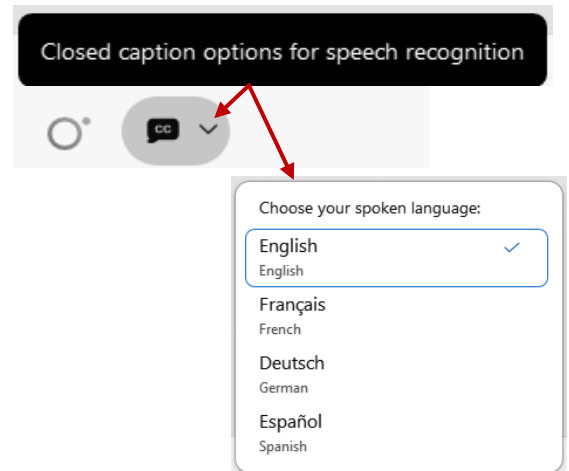 Closed caption options for speech recognition
CC
Choose your spoken language:
English
English
Français
French
Deutsch
German
Español
Spanish